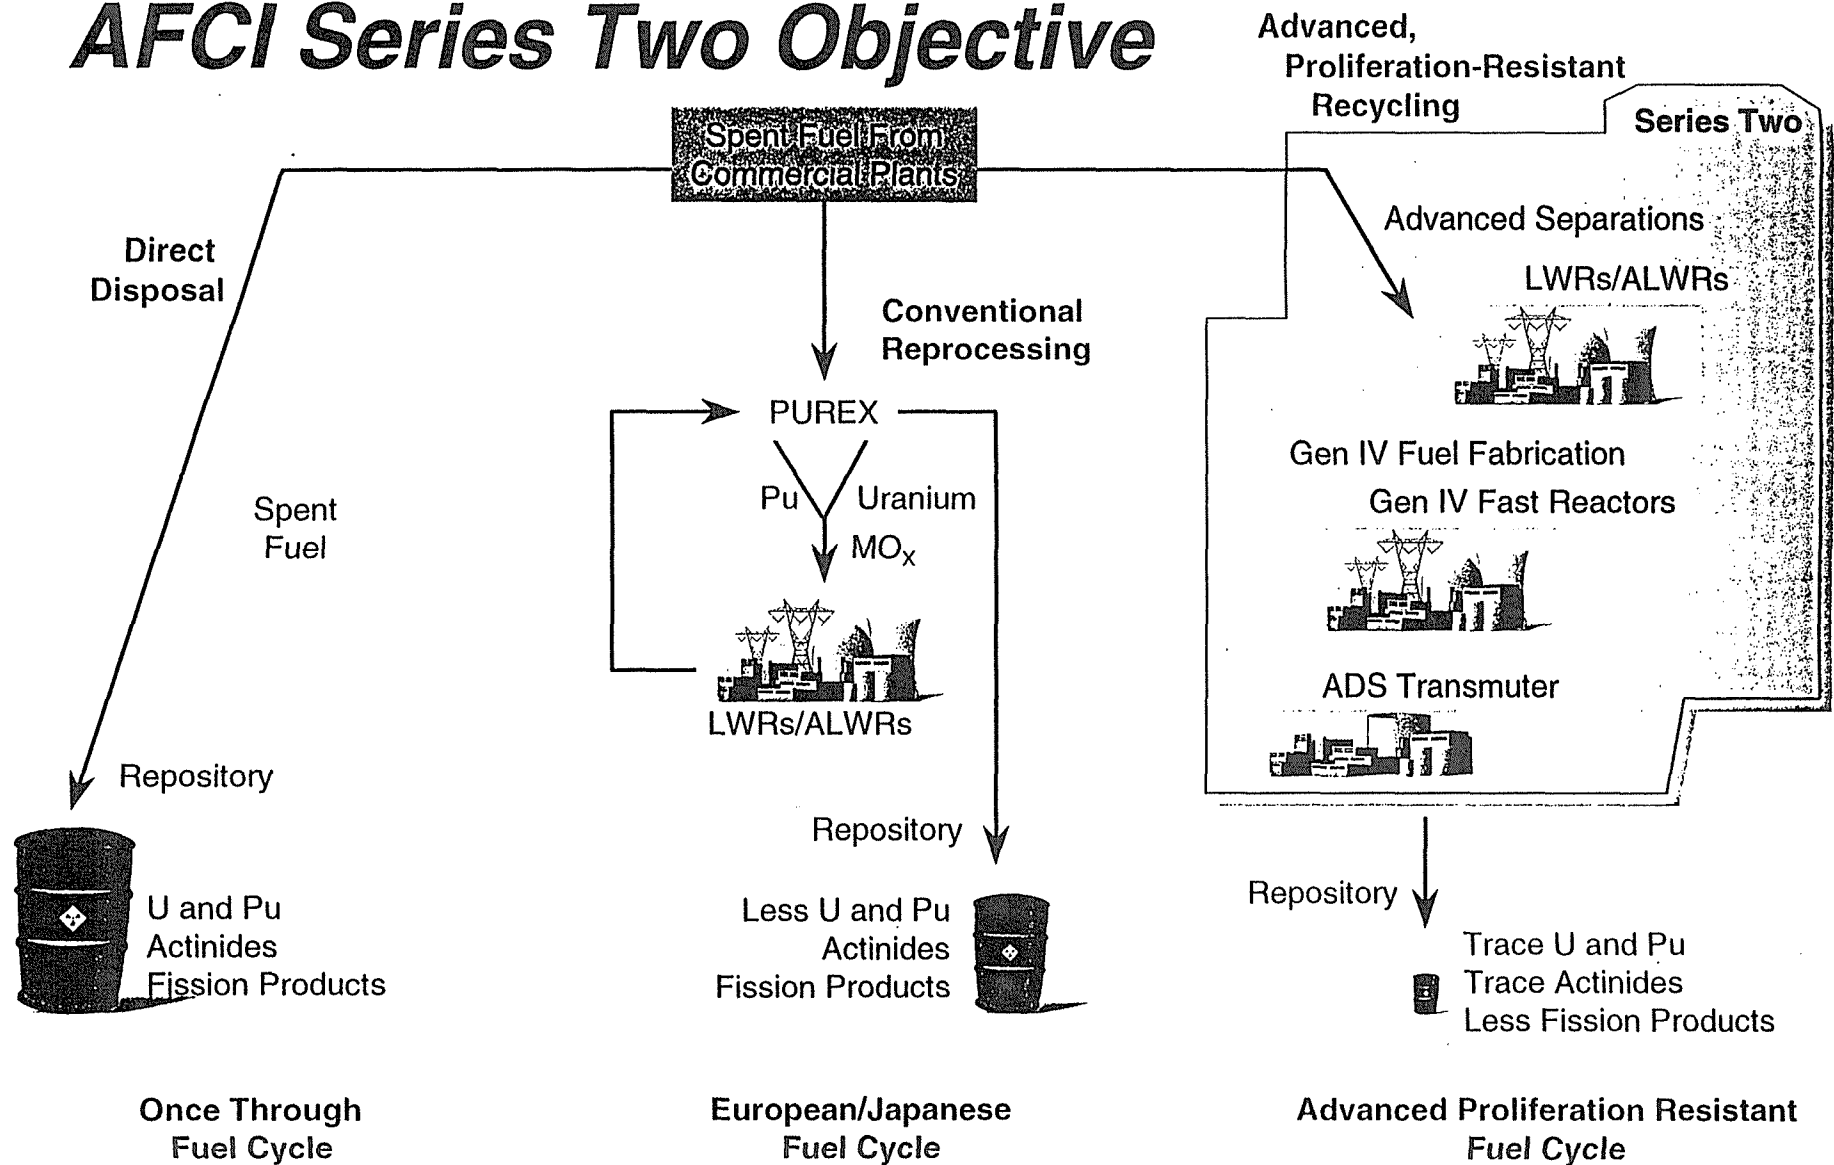 AFCI Series Two Objective
Advanced,
Proliferation-Resistant
Recycling
Series Two
Spent Fuel From
Commercial Plants
Direct
Disposal
Spent
Fuel
Repository
U and Pu
Actinides
Fission Products
Once Through
Fuel Cycle
Conventional
Reprocessing
PUREX
Pu
Uranium
MOx
LWRs/ALWRs
Repository
Less U and Pu
Actinides
Fission Products
European/Japanese
Fuel Cycle
Advanced Separations
LWRs/ALWRs
Gen IV Fuel Fabrication
Gen IV Fast Reactors
ADS Transmuter
Repository
Trace U and Pu
Trace Actinides
Less Fission Products
Advanced Proliferation Resistant
Fuel Cycle